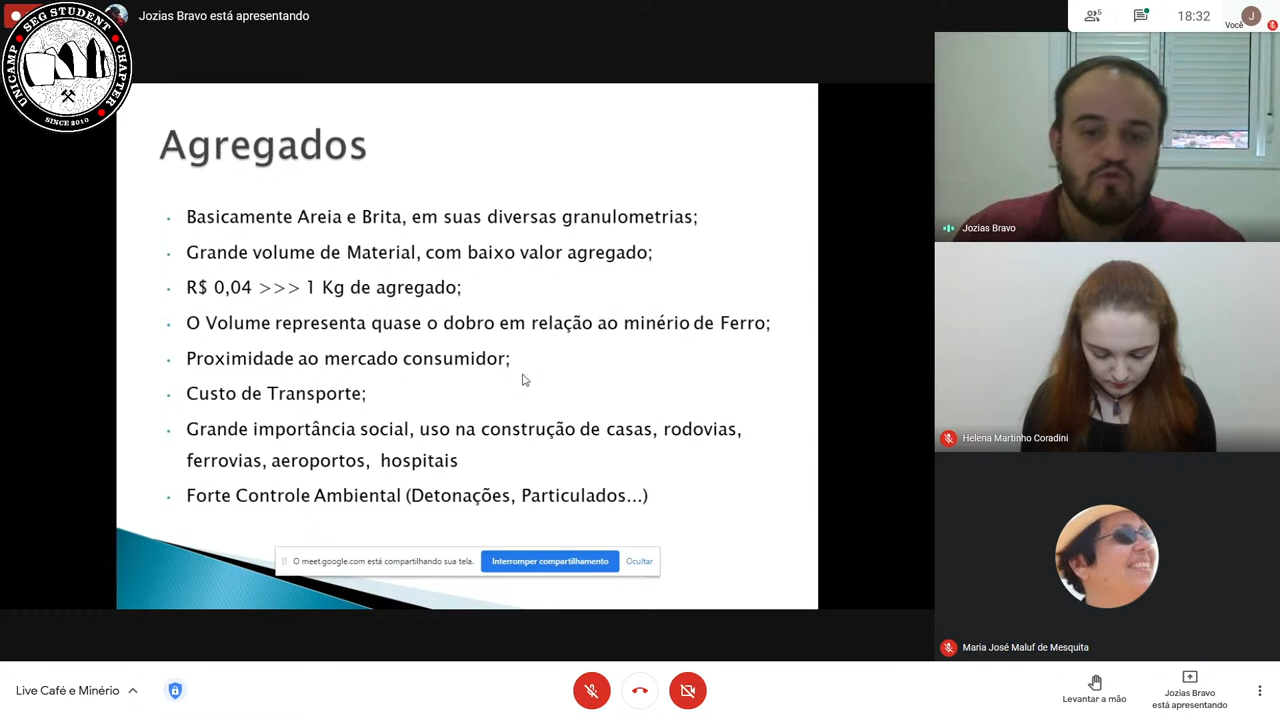 Jozias Bravo está apresentando
5
18:32
J
Você
SEG STUDENT
CHAPTER
UNICAMP
SINCE 2010
Agregados
Basicamente Areia e Brita, em suas diversas granulometrias;
Grande volume de Material, com baixo valor agregado;
R$ 0,04 >>> 1 Kg de agregado;
O Volume representa quase o dobro em relação ao minério de Ferro;
Proximidade ao mercado consumidor;
Custo de Transporte;
Grande importância social, uso na construção de casas, rodovias,
ferrovias, aeroportos, hospitais
Forte Controle Ambiental (Detonações, Particulados...)
O meet.google.com está compartilhando sua tela.
Interromper compartilhamento
Ocultar
Jozias Bravo
Helena Martinho Coradini
Maria José Maluf de Mesquita
Live Café e Minério
Levantar a mão
Jozias Bravo
está apresentando